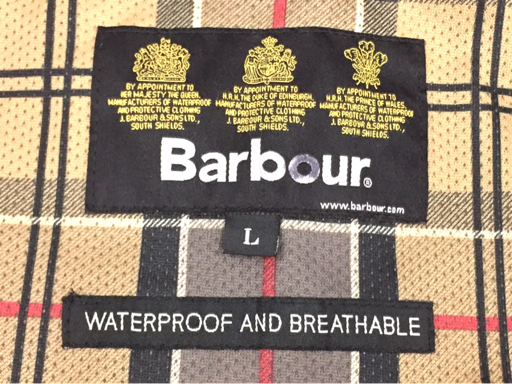 BY APPOINTMENT TO
HER MAJESTY THE QUEEN,
MANUFACTURERS OF WATERPROOF
AND PROTECTIVE CLOTHING
J. BARBOUR & SONS LTD.,
SOUTH SHIELDS.
BY APPOINTMENT TO
H.R.H. THE DUKE OF EDINBURGH,
MANUFACTURERS OF WATERPROOF
AND PROTECTIVE CLOTHING
J. BARBOUR & SONS LTD.,
SOUTH SHIELDS.
BY APPOINTMENT TO
H.R.H. THE PRINCE OF WALES,
MANUFACTURERS OF WATERPROOF
AND PROTECTIVE CLOTHING
J. BARBOUR & SONS LTD.,
SOUTH SHIELDS.
Barbour®
www.barbour.com
L
WATERPROOF AND BREATHABLE